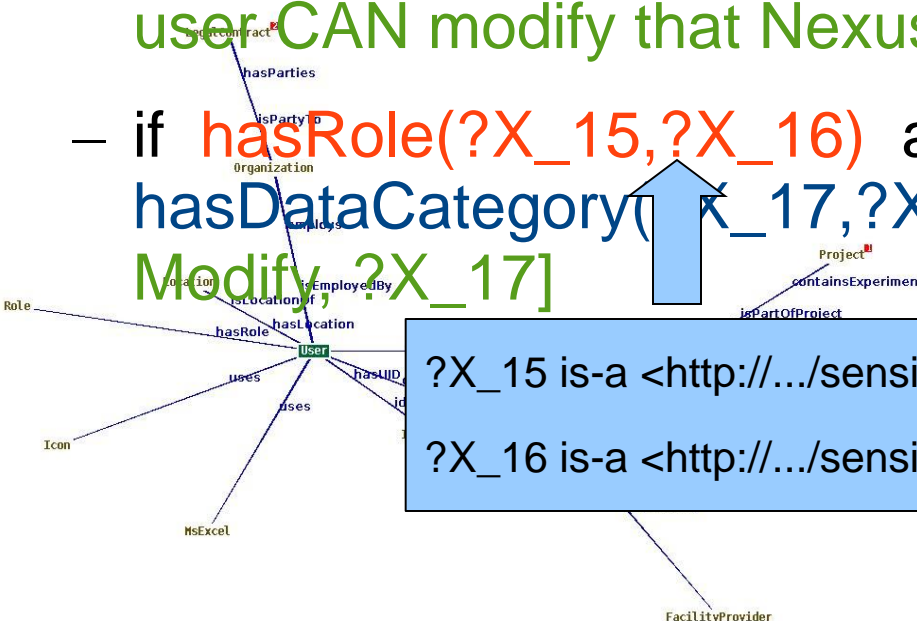 user CAN modify that Nexus
LegalContract 2
hasParties
– if hasRole(?X_15,?X_16)
isPartyTo
Organization
hasDataCategory( X_17,?X
employs
Project
Modify, ?X_17]
Location
isEmployedBy
containsExperimen
isLocationOf
Role
isPartOfProject
hasRole
hasLocation
User
?X_15 is-a <http://.../sensi
uses
hasUID
uses
Icon
?X_16 is-a <http://.../sensi
MsExcel
FacilityProvider